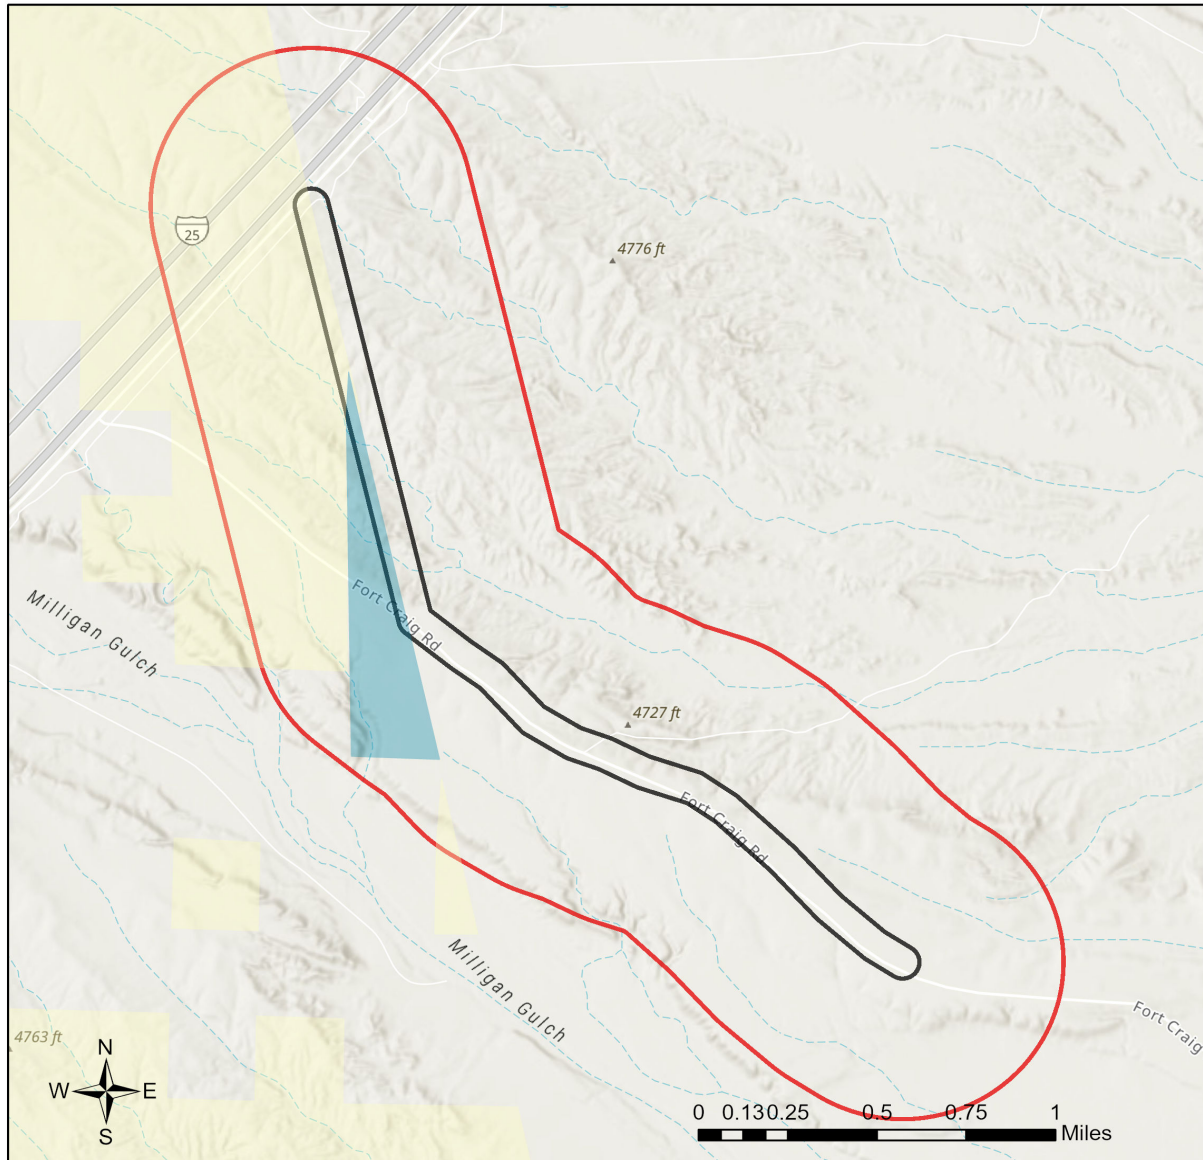 4776 ft
25
Fort Craig Rd
Milligan Gulch
4727 ft
Fort Craig Rd
Milligan Gulch
Fort Craig
4763 ft
N
W E
S
0 0.13 0.25 0.5 0.75 1
Miles